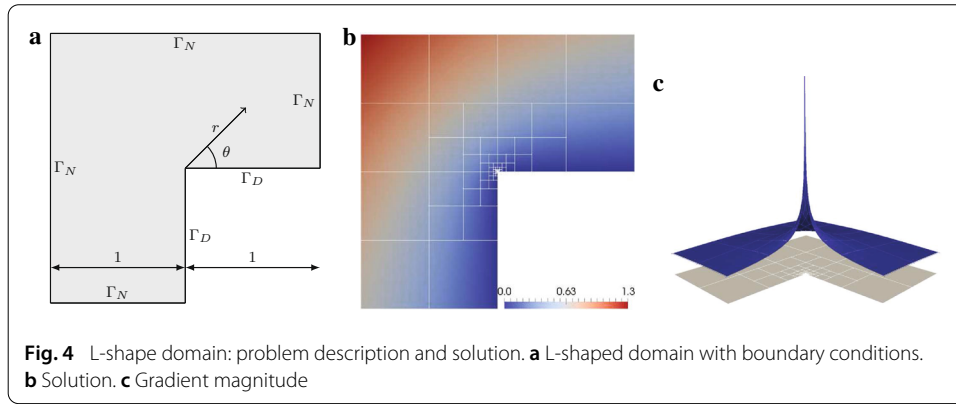 a
Γ_N
Γ_N
r
θ
Γ_D
Γ_N
Γ_D
1
1
Γ_N
b
0.0 0.63 1.3
c
Fig. 4 L-shape domain: problem description and solution. a L-shaped domain with boundary conditions.
b Solution. c Gradient magnitude